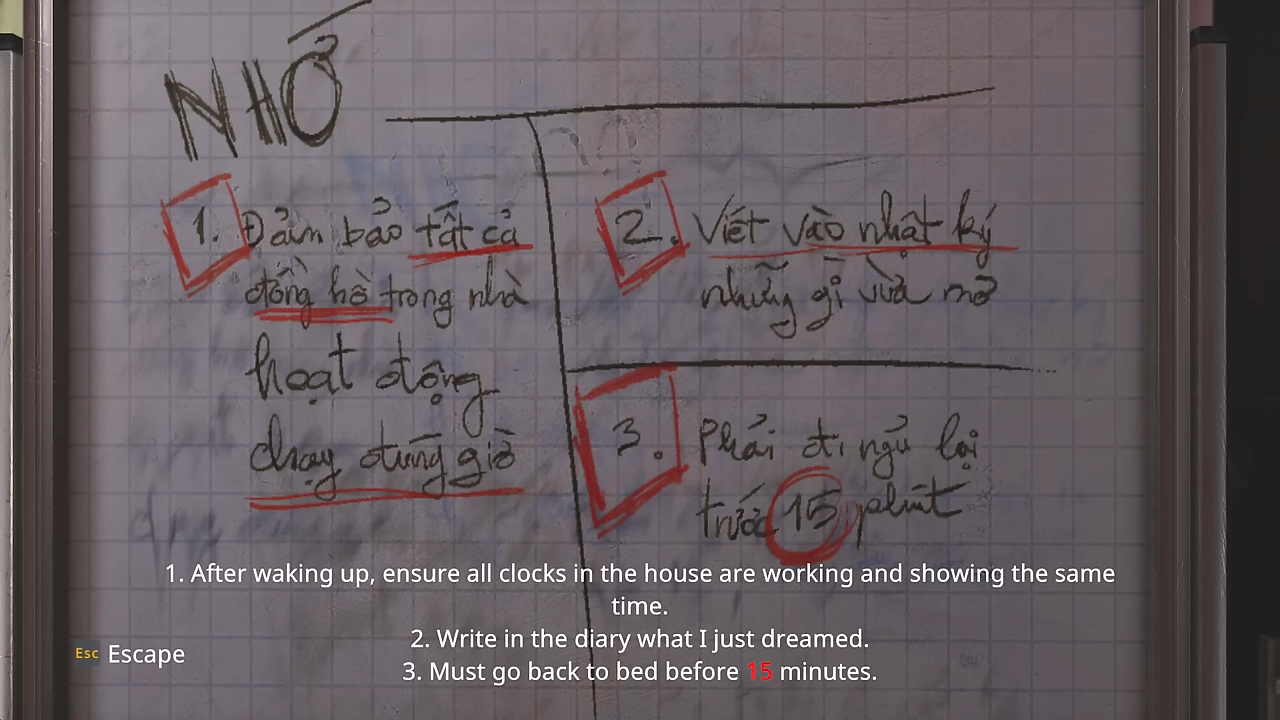 NHỚ
1. Đảm bảo tất cả
đồng hồ trong nhà
hoạt động
chạy đúng giờ
2. Viết vào nhật ký
những gì vừa mơ
3. Phải đi ngủ lại
trước 15 phút
1. After waking up, ensure all clocks in the house are working and showing the same
time.
2. Write in the diary what I just dreamed.
3. Must go back to bed before 15 minutes.
Esc Escape